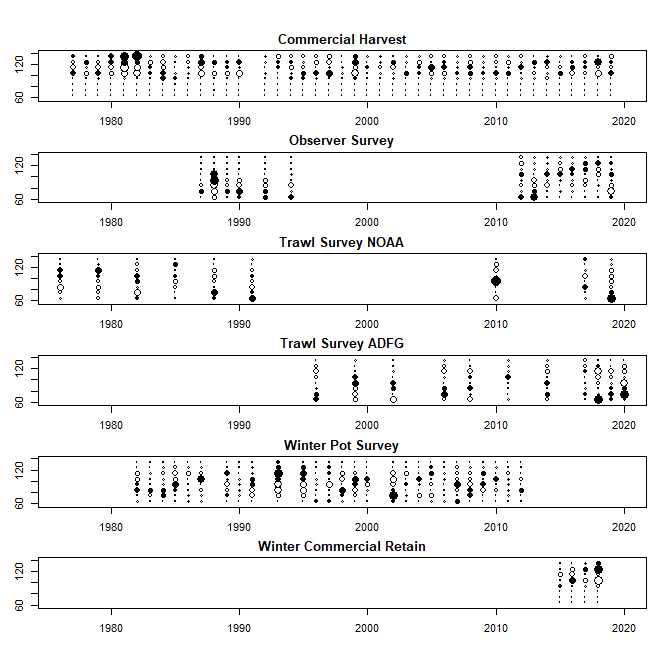 Commercial Harvest
60 120
1980 1990 2000 2010 2020
Observer Survey
60 120
1980 1990 2000 2010 2020
Trawl Survey NOAA
60 120
1980 1990 2000 2010 2020
Trawl Survey ADFG
60 120
1980 1990 2000 2010 2020
Winter Pot Survey
60 120
1980 1990 2000 2010 2020
Winter Commercial Retain
60 120
1980 1990 2000 2010 2020